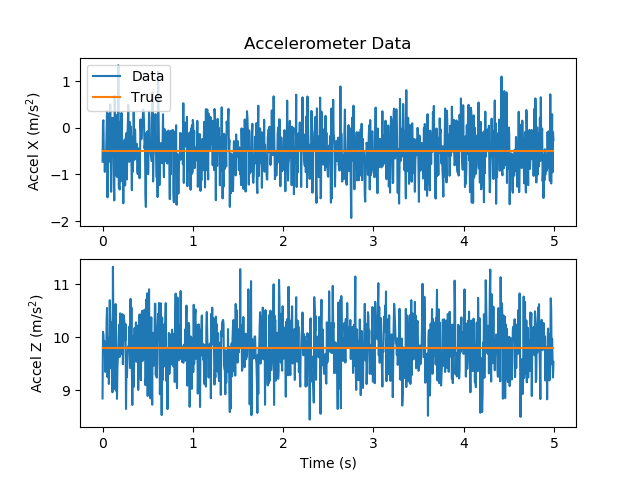 Accelerometer Data
Data
True
Accel X (m/s²)
1
0
−1
−2
0 1 2 3 4 5
Accel Z (m/s²)
11
10
9
0 1 2 3 4 5
Time (s)